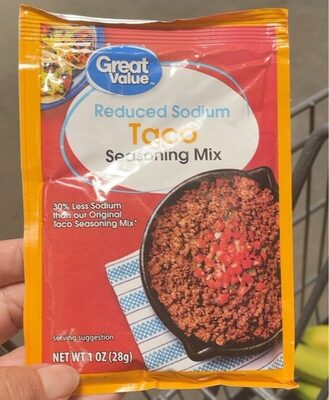 Great
Value
Reduced Sodium
Taco
Seasoning Mix
30% Less Sodium
than our Original
Taco Seasoning Mix*
serving suggestion
NET WT 1 OZ (28g)